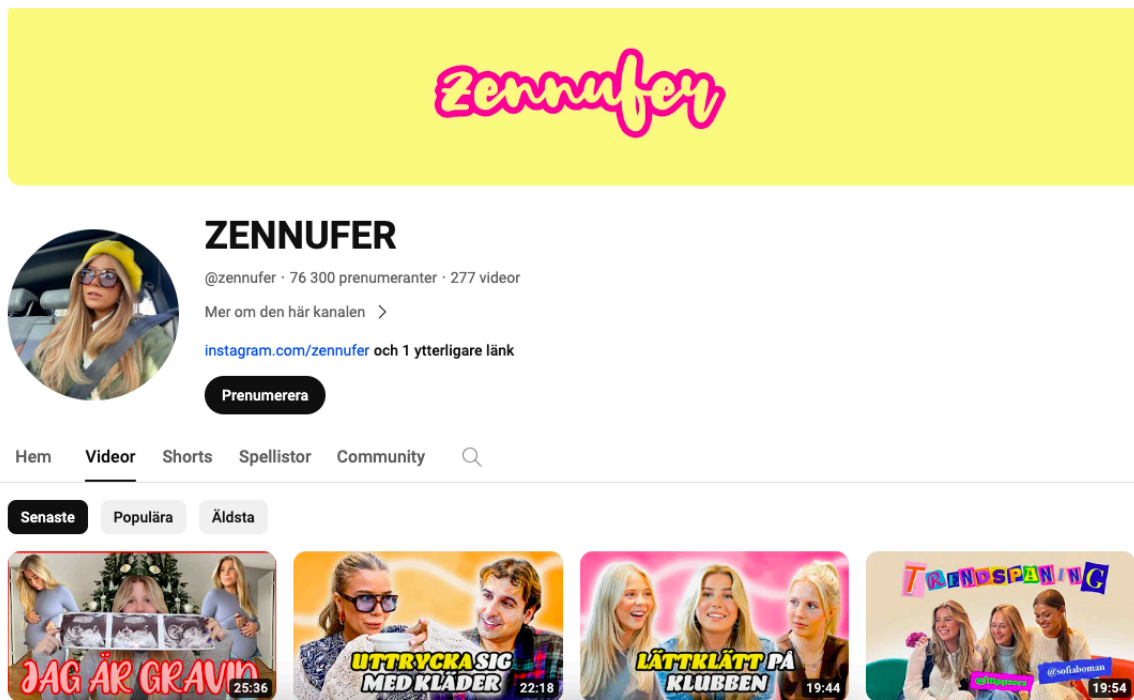 zennufer
ZENNUFER
@zennufer · 76 300 prenumeranter · 277 videor
Mer om den här kanalen
instagram.com/zennufer och 1 ytterligare länk
Prenumerera
Hem Videor Shorts Spellistor Community
Senaste Populära Äldsta
JAG ÄR GRAVID
25:36
UTTRYCKA SIG
MED KLÄDER
22:18
LÄTTKLÄTT PÅ
KLUBBEN
19:44
TRENDSPANING
@sofiaboman
19:54